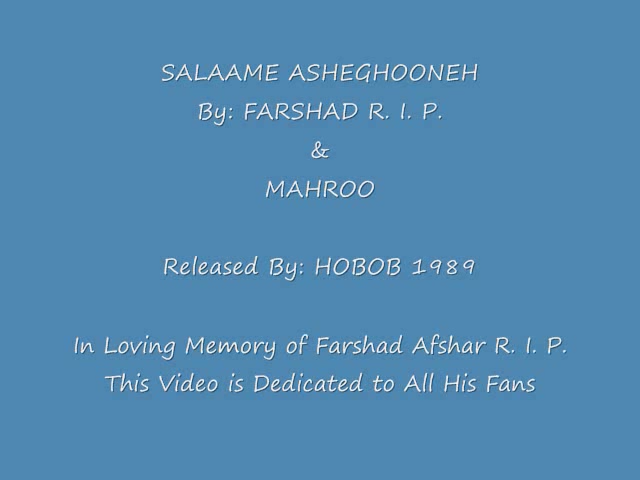 SALAAME ASHEGHOONEH
By: FARSHAD R. I. P.
&
MAHROO
Released By: HOBOB 1989
In Loving Memory of Farshad Afshar R. I. P.
This Video is Dedicated to All His Fans